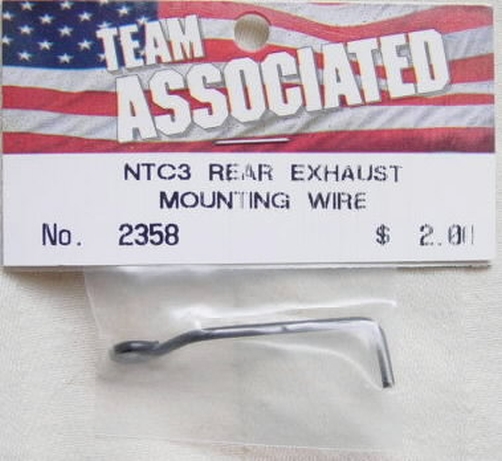 TEAM
ASSOCIATED
NTC3 REAR EXHAUST
MOUNTING WIRE
No. 2358 $ 2.00